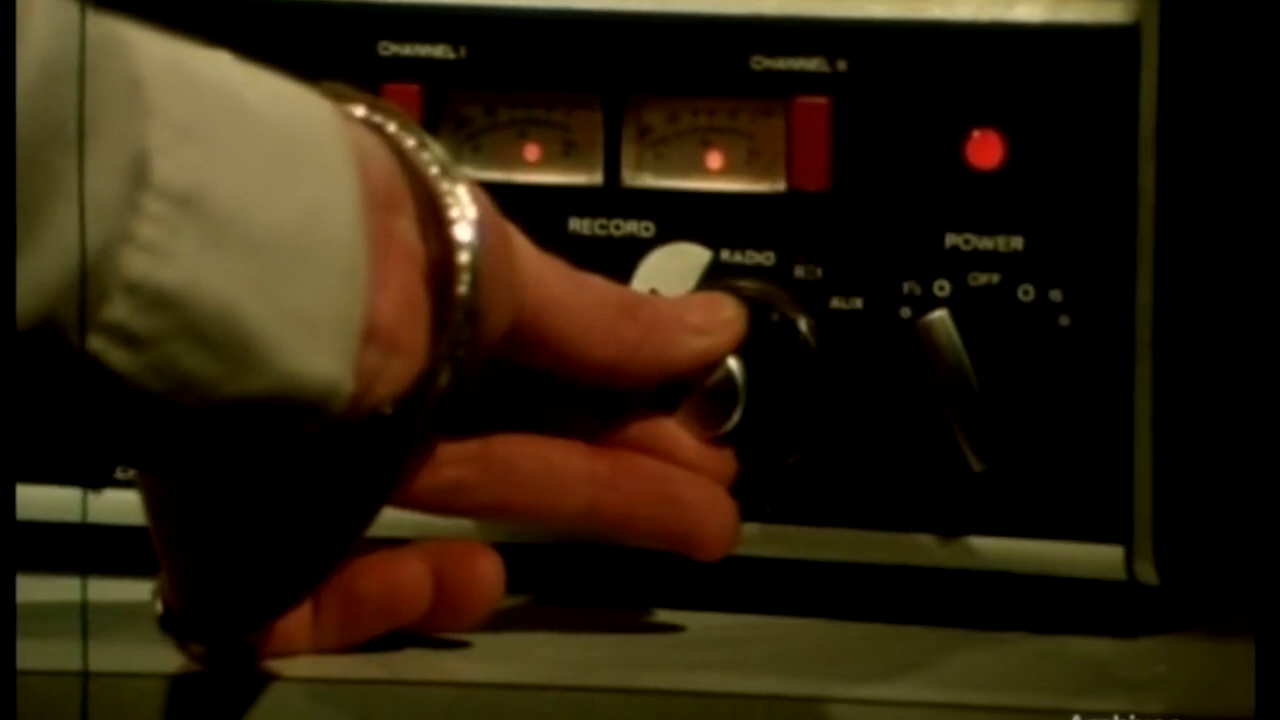 CHANNEL I
CHANNEL II
RECORD
RADIO
AUX
POWER
OFF